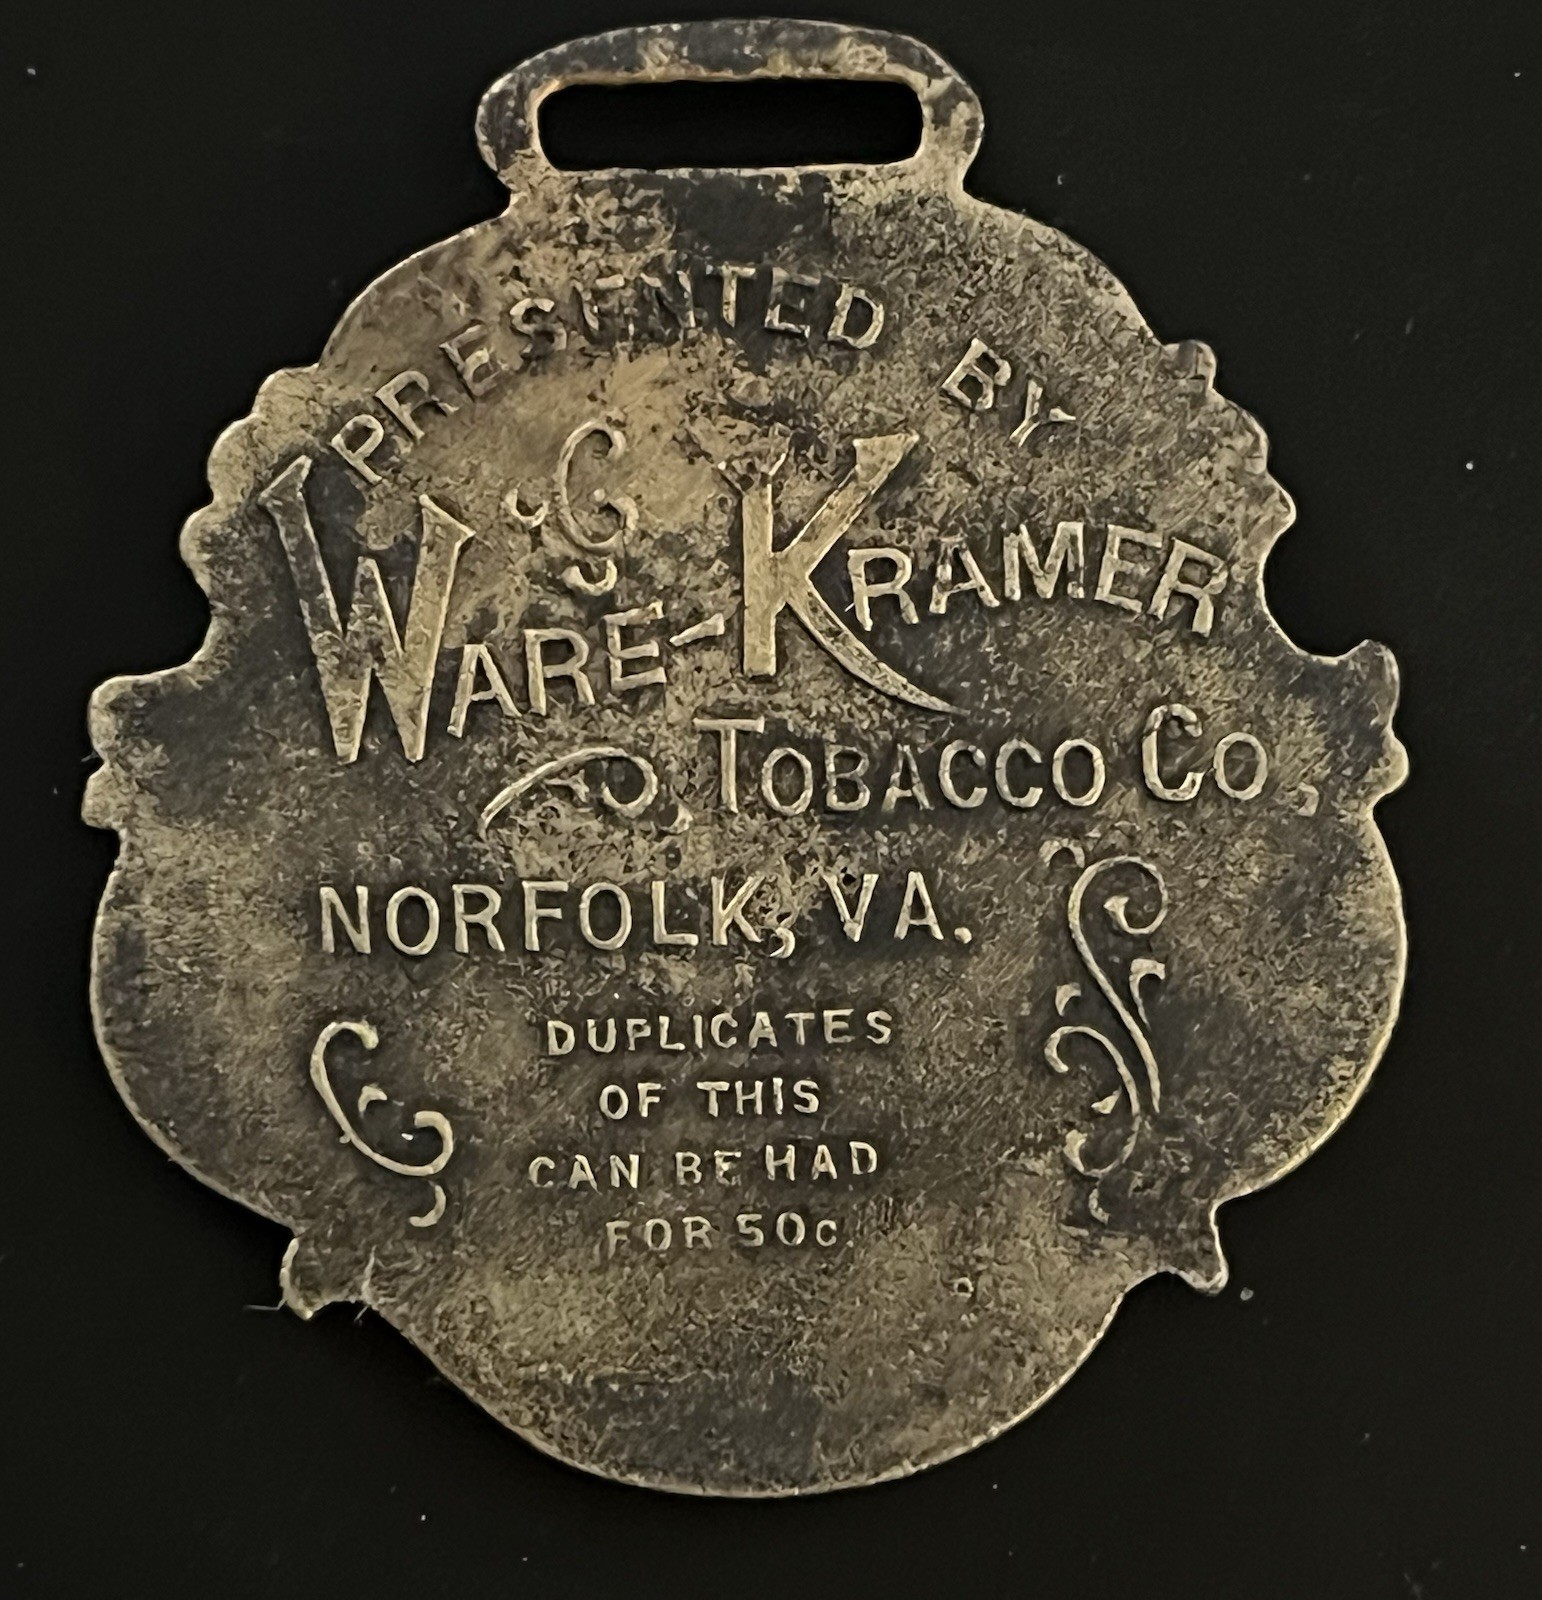 PRESENTED BY
WARE-KRAMER
TOBACCO CO,
NORFOLK, VA.
DUPLICATES
OF THIS
CAN BE HAD
FOR 50c.